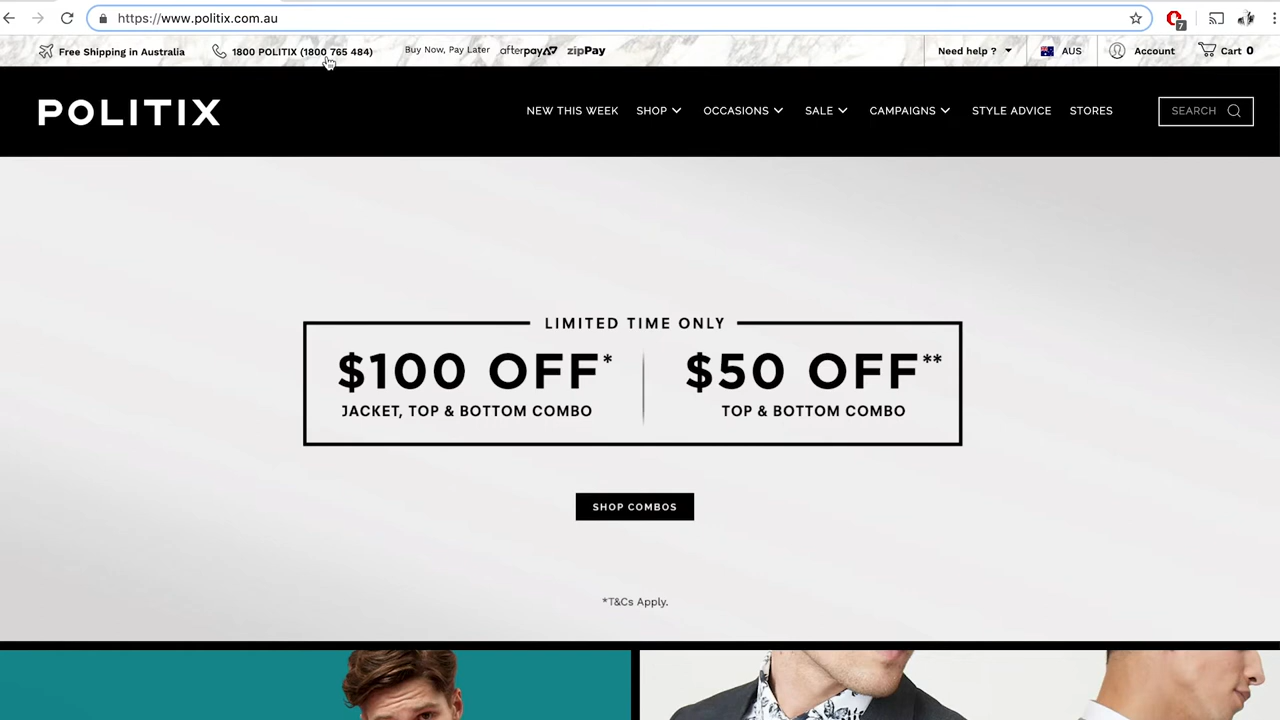 https://www.politix.com.au
7
Free Shipping in Australia
1800 POLITIX (1800 765 484)
Buy Now, Pay Later
afterpay
zipPay
Need help ?
AUS
Account
Cart 0
POLITIX
NEW THIS WEEK
SHOP
OCCASIONS
SALE
CAMPAIGNS
STYLE ADVICE
STORES
SEARCH
LIMITED TIME ONLY
$100 OFF*
JACKET, TOP & BOTTOM COMBO
$50 OFF**
TOP & BOTTOM COMBO
SHOP COMBOS
*T&Cs Apply.